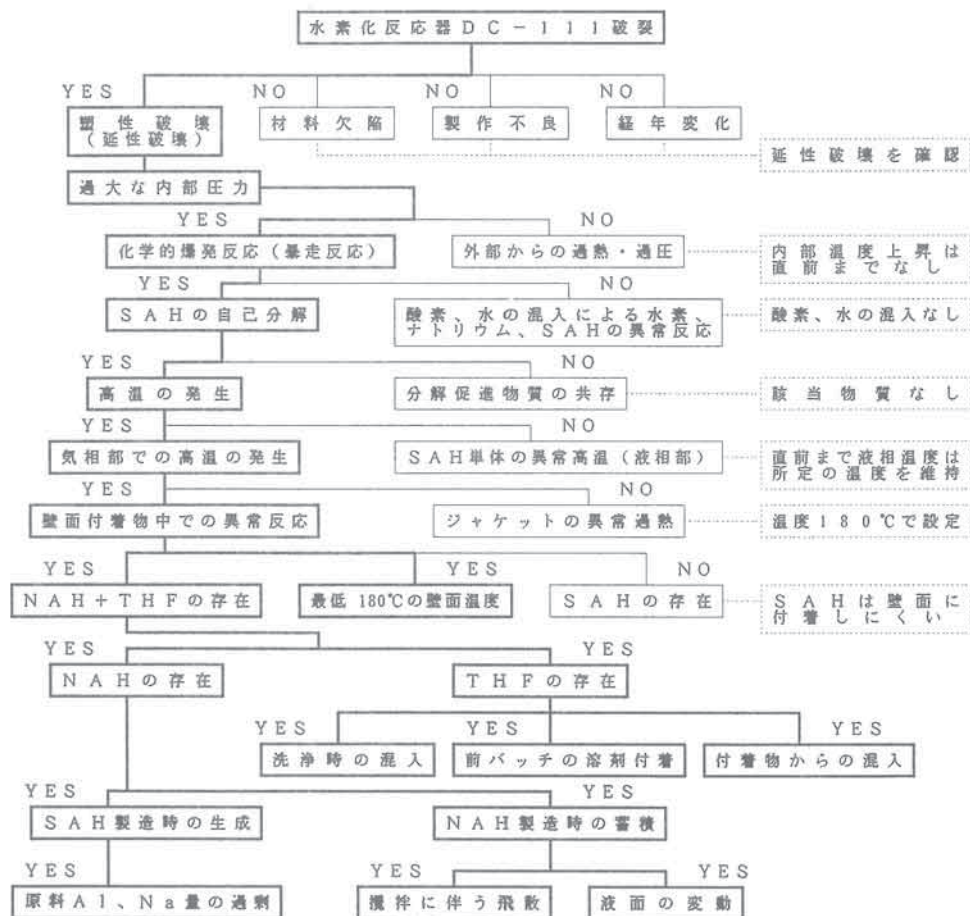 水素化反応器DC-111破裂
YES
NO
NO
NO
塑性破壊
(延性破壊)
材料欠陥
製作不良
経年変化
延性破壊を確認
過大な内部圧力
YES
NO
化学的爆発反応(暴走反応)
外部からの過熱・過圧
内部温度上昇は
直前までなし
YES
NO
SAHの自己分解
酸素、水の混入による水素、
ナトリウム、SAHの異常反応
酸素、水の混入なし
YES
NO
高温の発生
分解促進物質の共存
該当物質なし
YES
NO
気相部での高温の発生
SAH単体の異常高温(液相部)
直前まで液相温度は
所定の温度を維持
YES
NO
壁面付着物中での異常反応
ジャケットの異常過熱
温度180℃で設定
YES
YES
NO
NAH+THFの存在
最低 180℃の壁面温度
SAHの存在
SAHは壁面に
付着しにくい
YES
YES
NAHの存在
THFの存在
YES
YES
YES
洗浄時の混入
前バッチの溶剤付着
付着物からの混入
YES
YES
SAH製造時の生成
NAH製造時の蓄積
YES
YES
YES
原料Al、Na量の過剰
攪拌に伴う飛散
液面の変動